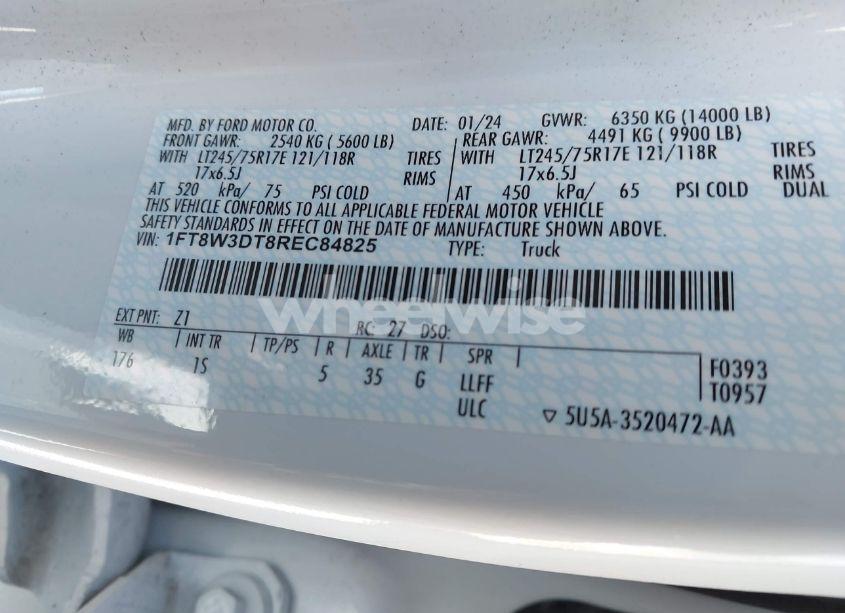 MFD. BY FORD MOTOR CO. DATE: 01/24 GVWR: 6350 KG (14000 LB)
FRONT GAWR: 2540 KG ( 5600 LB) REAR GAWR: 4491 KG ( 9900 LB)
WITH LT245/75R17E 121/118R TIRES WITH LT245/75R17E 121/118R TIRES
17x6.5J RIMS 17x6.5J RIMS
AT 520 kPa/ 75 PSI COLD AT 450 kPa/ 65 PSI COLD DUAL
THIS VEHICLE CONFORMS TO ALL APPLICABLE FEDERAL MOTOR VEHICLE
SAFETY STANDARDS IN EFFECT ON THE DATE OF MANUFACTURE SHOWN ABOVE.
VIN: 1FT8W3DT8REC84825 TYPE: Truck
wheelwise
EXT PNT: Z1 RC: 27 DSO:
WB INT TR TP/PS R AXLE TR SPR
176 1S 5 35 G LLFF F0393
ULC T0957
▽ 5U5A-3520472-AA